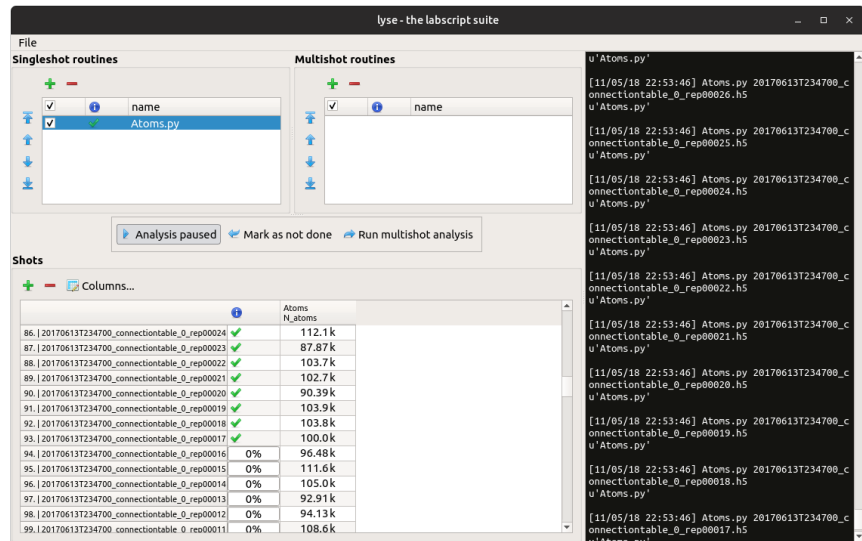 lyse - the labscript suite
File
Singleshot routines
Multishot routines
name
Atoms.py
name
Analysis paused
Mark as not done
Run multishot analysis
Shots
Columns...
Atoms
N_atoms
86. | 20170613T234700_connectiontable_0_rep00024 112.1k
87. | 20170613T234700_connectiontable_0_rep00023 87.87k
88. | 20170613T234700_connectiontable_0_rep00022 103.7k
89. | 20170613T234700_connectiontable_0_rep00021 102.7k
90. | 20170613T234700_connectiontable_0_rep00020 90.39k
91. | 20170613T234700_connectiontable_0_rep00019 103.9k
92. | 20170613T234700_connectiontable_0_rep00018 103.8k
93. | 20170613T234700_connectiontable_0_rep00017 100.0k
94. | 20170613T234700_connectiontable_0_rep00016 0% 96.48k
95. | 20170613T234700_connectiontable_0_rep00015 0% 111.6k
96. | 20170613T234700_connectiontable_0_rep00014 0% 105.0k
97. | 20170613T234700_connectiontable_0_rep00013 0% 92.91k
98. | 20170613T234700_connectiontable_0_rep00012 0% 94.13k
99. | 20170613T234700_connectiontable_0_rep00011 0% 108.6k
u'Atoms.py'
[11/05/18 22:53:46] Atoms.py 20170613T234700_c
onnectiontable_0_rep00026.h5
u'Atoms.py'
[11/05/18 22:53:46] Atoms.py 20170613T234700_c
onnectiontable_0_rep00025.h5
u'Atoms.py'
[11/05/18 22:53:46] Atoms.py 20170613T234700_c
onnectiontable_0_rep00024.h5
u'Atoms.py'
[11/05/18 22:53:46] Atoms.py 20170613T234700_c
onnectiontable_0_rep00023.h5
u'Atoms.py'
[11/05/18 22:53:46] Atoms.py 20170613T234700_c
onnectiontable_0_rep00022.h5
u'Atoms.py'
[11/05/18 22:53:46] Atoms.py 20170613T234700_c
onnectiontable_0_rep00021.h5
u'Atoms.py'
[11/05/18 22:53:46] Atoms.py 20170613T234700_c
onnectiontable_0_rep00020.h5
u'Atoms.py'
[11/05/18 22:53:46] Atoms.py 20170613T234700_c
onnectiontable_0_rep00019.h5
u'Atoms.py'
[11/05/18 22:53:46] Atoms.py 20170613T234700_c
onnectiontable_0_rep00018.h5
u'Atoms.py'
[11/05/18 22:53:46] Atoms.py 20170613T234700_c
onnectiontable_0_rep00017.h5